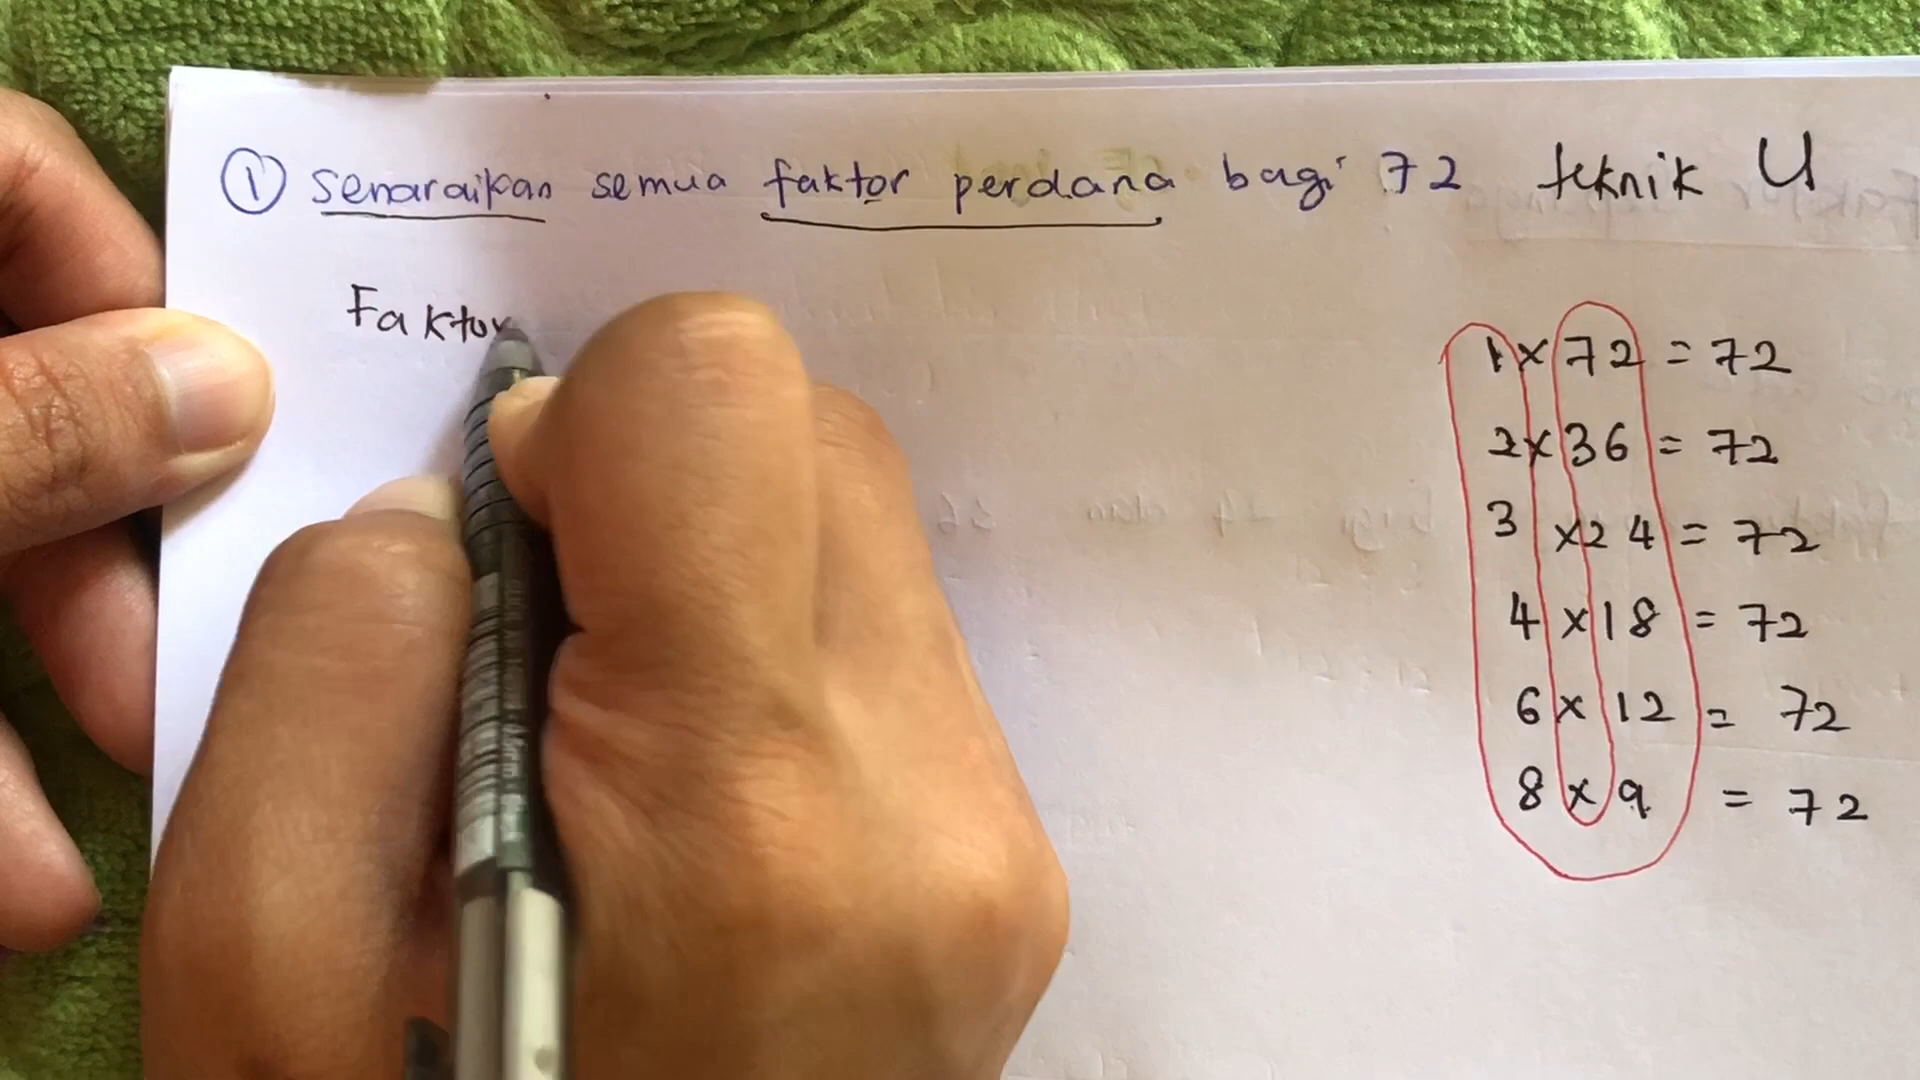 ① Senaraikan semua faktor perdana bagi 72 teknik U
Faktor
1 x 72 = 72
2 x 36 = 72
3 x 24 = 72
4 x 18 = 72
6 x 12 = 72
8 x 9 = 72